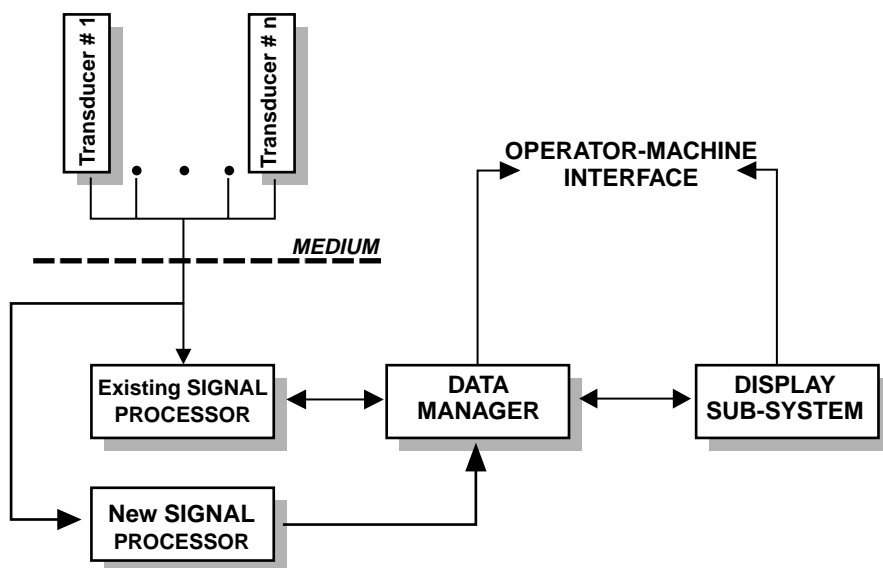 Transducer # 1
Transducer # n
OPERATOR-MACHINE
INTERFACE
MEDIUM
Existing SIGNAL
PROCESSOR
DATA
MANAGER
DISPLAY
SUB-SYSTEM
New SIGNAL
PROCESSOR